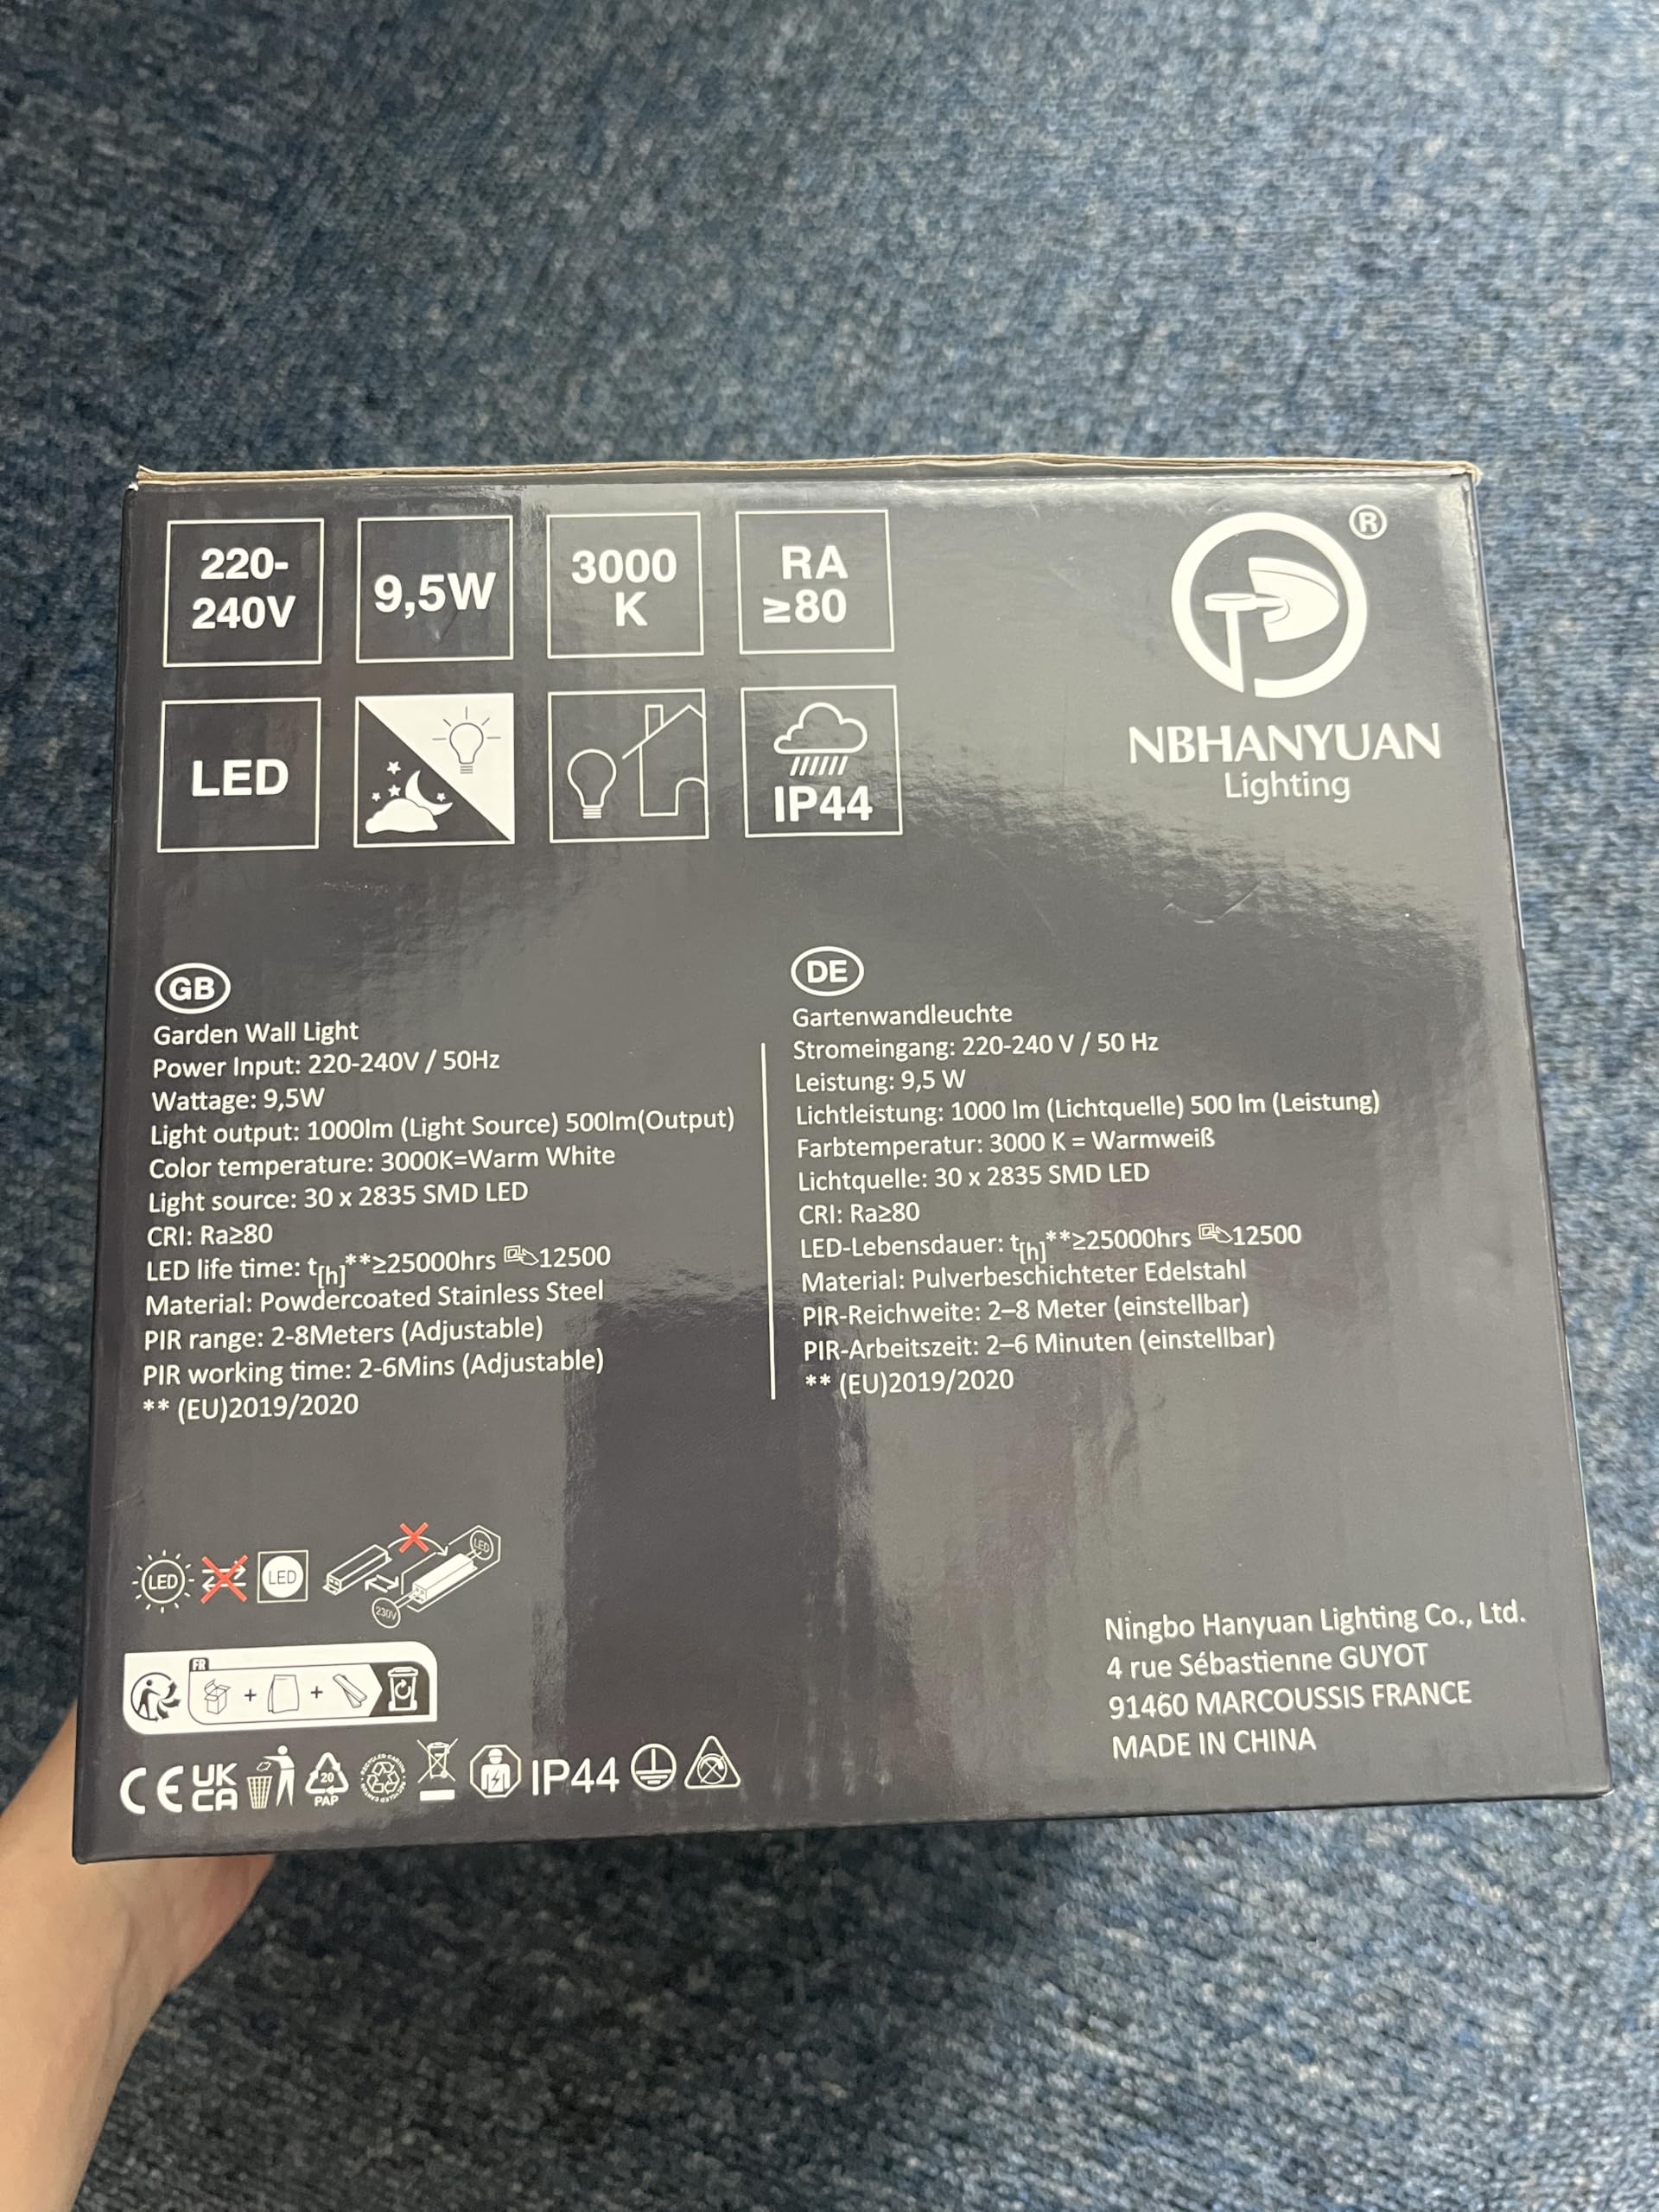 220-
240V
9,5W
3000
K
RA
≥80
®
LED
IP44
NBHANYUAN
Lighting
GB
Garden Wall Light
Power Input: 220-240V / 50Hz
Wattage: 9,5W
Light output: 1000lm (Light Source) 500lm(Output)
Color temperature: 3000K=Warm White
Light source: 30 x 2835 SMD LED
CRI: Ra≥80
LED life time: t[h]**≥25000hrs 12500
Material: Powdercoated Stainless Steel
PIR range: 2-8Meters (Adjustable)
PIR working time: 2-6Mins (Adjustable)
** (EU)2019/2020
DE
Gartenwandleuchte
Stromeingang: 220-240 V / 50 Hz
Leistung: 9,5 W
Lichtleistung: 1000 lm (Lichtquelle) 500 lm (Leistung)
Farbtemperatur: 3000 K = Warmweiß
Lichtquelle: 30 x 2835 SMD LED
CRI: Ra≥80
LED-Lebensdauer: t[h]**≥25000hrs 12500
Material: Pulverbeschichteter Edelstahl
PIR-Reichweite: 2–8 Meter (einstellbar)
PIR-Arbeitszeit: 2–6 Minuten (einstellbar)
** (EU)2019/2020
LED
LED
LED
230V
FR
+ +
CE
UK
CA
20
PAP
IP44
Ningbo Hanyuan Lighting Co., Ltd.
4 rue Sébastienne GUYOT
91460 MARCOUSSIS FRANCE
MADE IN CHINA